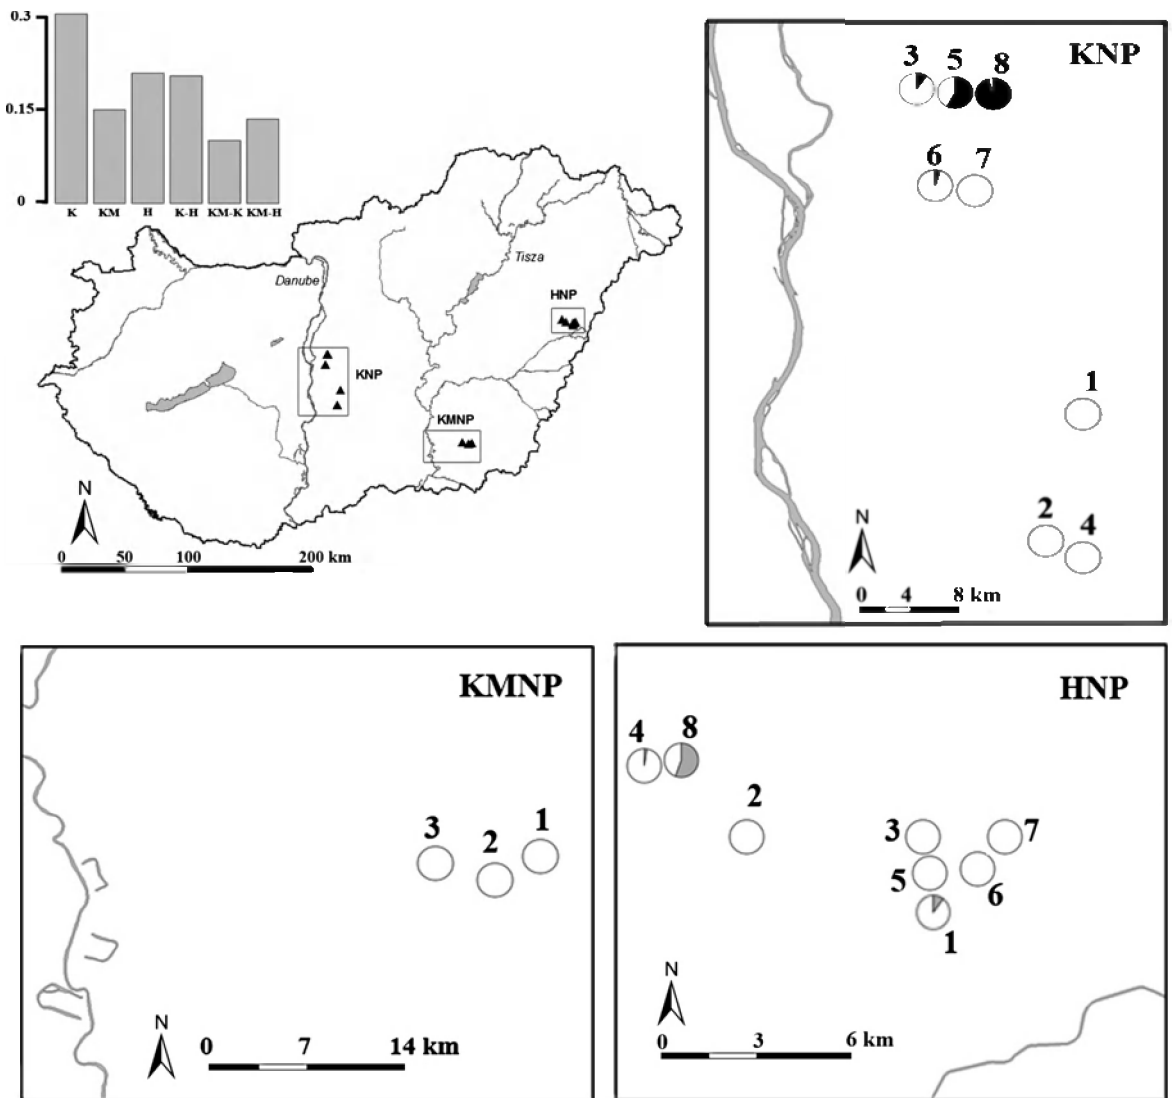 0.3
0.15
0
K KM H K-H KM-K KM-H
Danube
Tisza
HNP
KNP
KMNP
N
0 50 100 200 km
KNP
3 5 8
6 7
1
2 4
N
0 4 8 km
KMNP
3 2 1
N
0 7 14 km
HNP
4 8
2
3 7
5 6
1
N
0 3 6 km